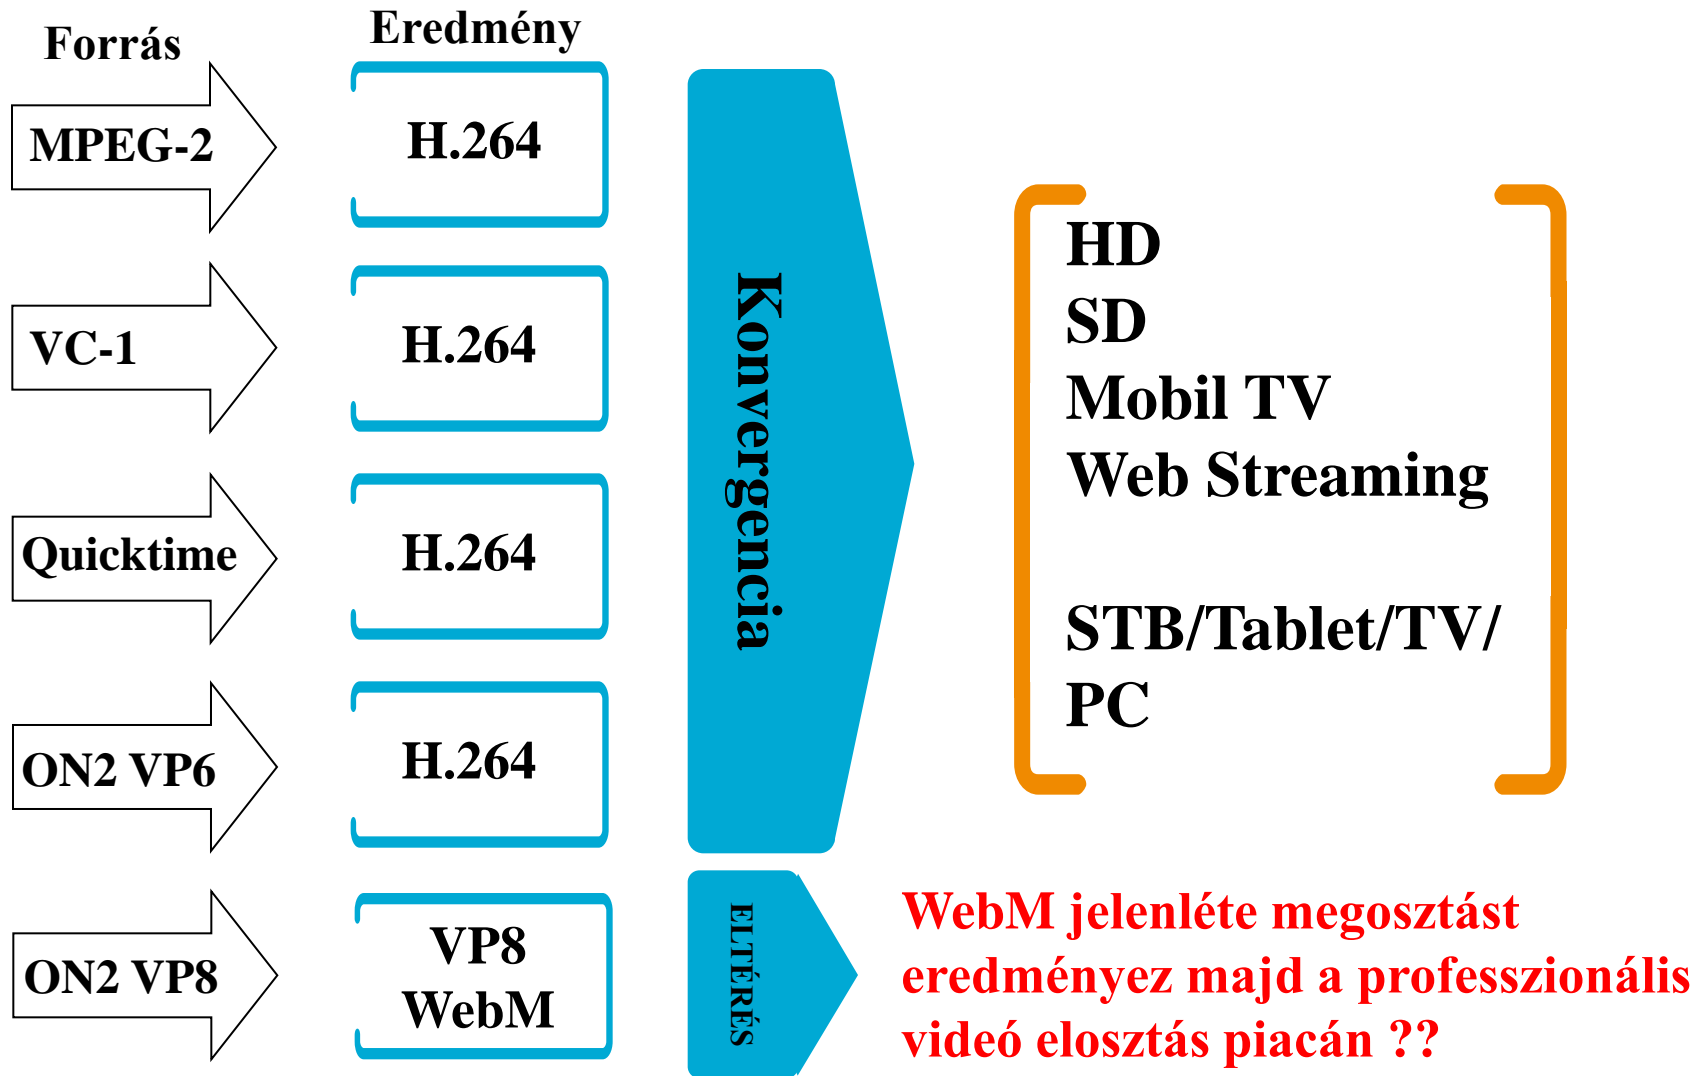 Forrás
Eredmény
MPEG-2
H.264
VC-1
H.264
Quicktime
H.264
ON2 VP6
H.264
ON2 VP8
VP8
WebM
Konvergencia
ELTÉRÉS
HD
SD
Mobil TV
Web Streaming
STB/Tablet/TV/
PC
WebM jelenléte megosztást
eredményez majd a professzionális
videó elosztás piacán ??